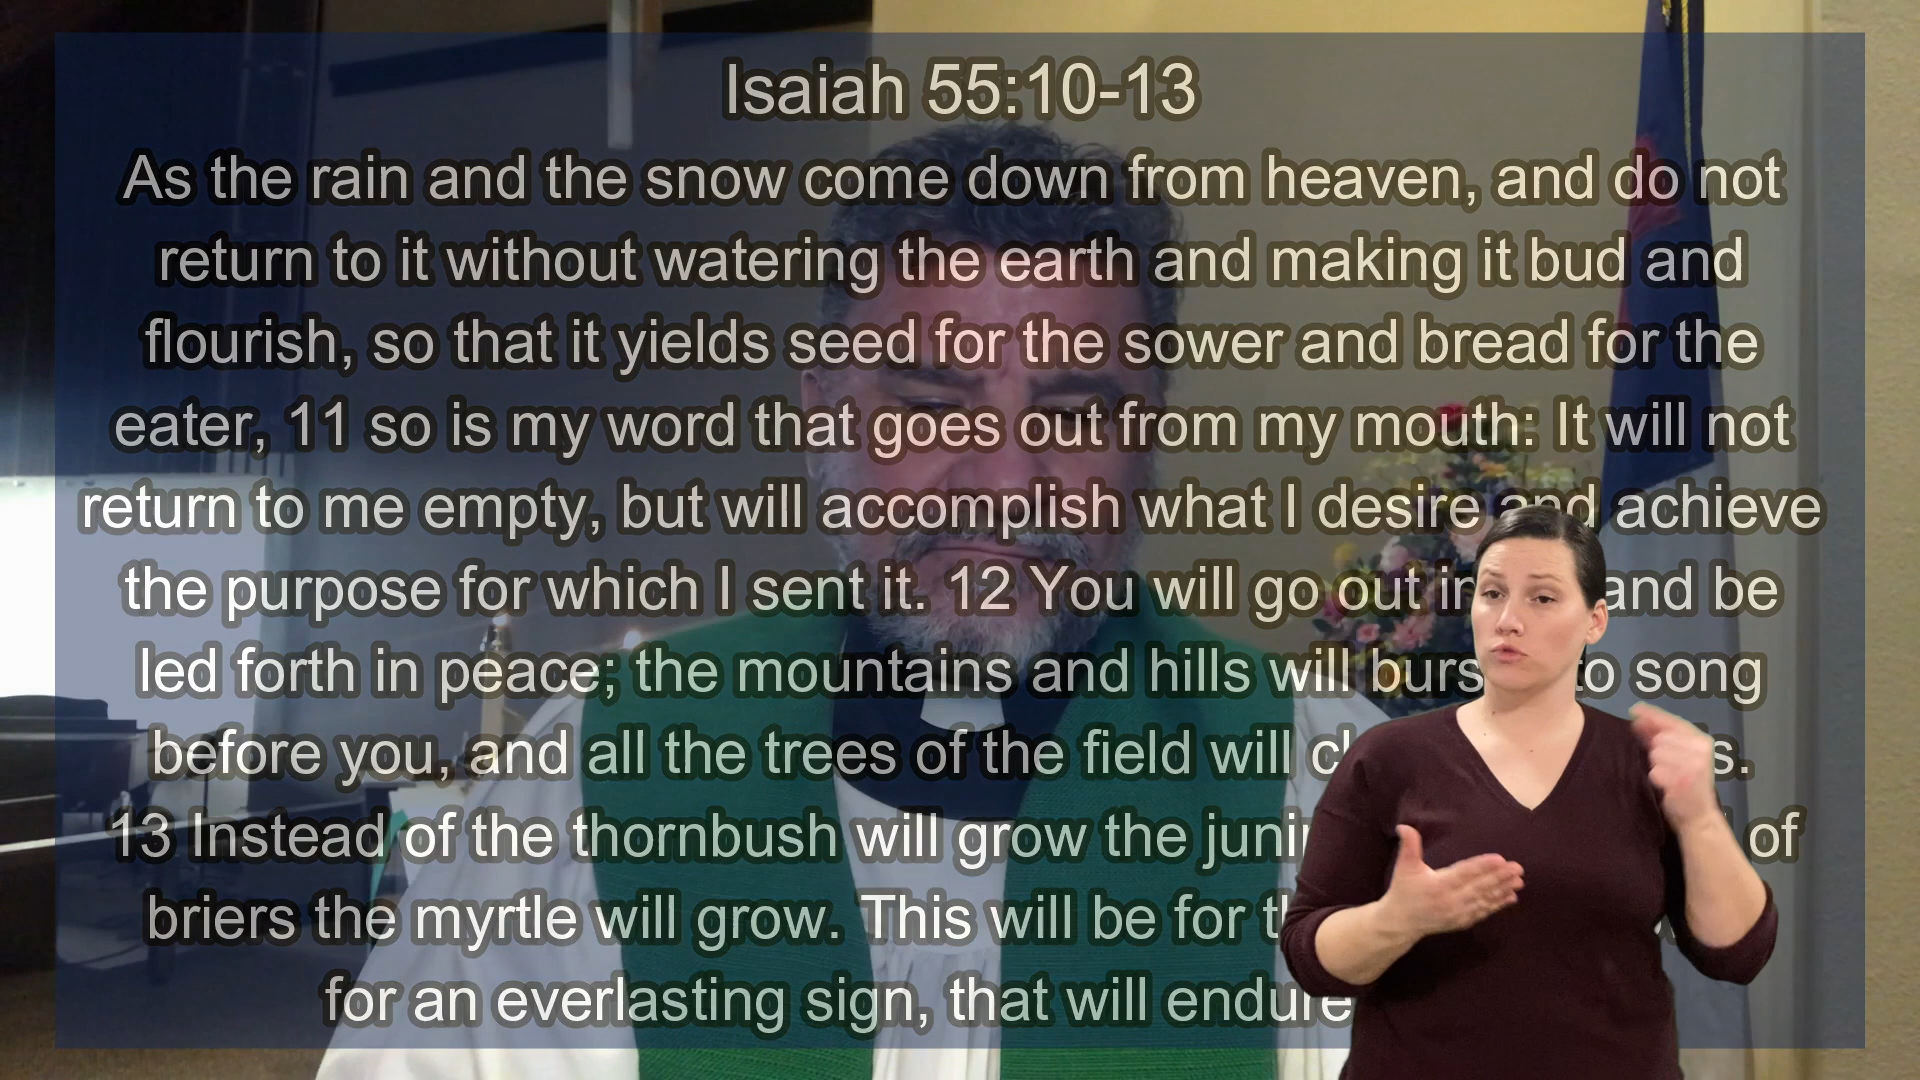 Isaiah 55:10-13
As the rain and the snow come down from heaven, and do not
return to it without watering the earth and making it bud and
flourish, so that it yields seed for the sower and bread for the
eater, 11 so is my word that goes out from my mouth: It will not
return to me empty, but will accomplish what I desire and achieve
the purpose for which I sent it. 12 You will go out and be
led forth in peace; the mountains and hills will song
before you, and all the trees of the field will
13 Instead of the thornbush will grow the of
briers the myrtle will grow. This will be for
for an everlasting sign, that will endure